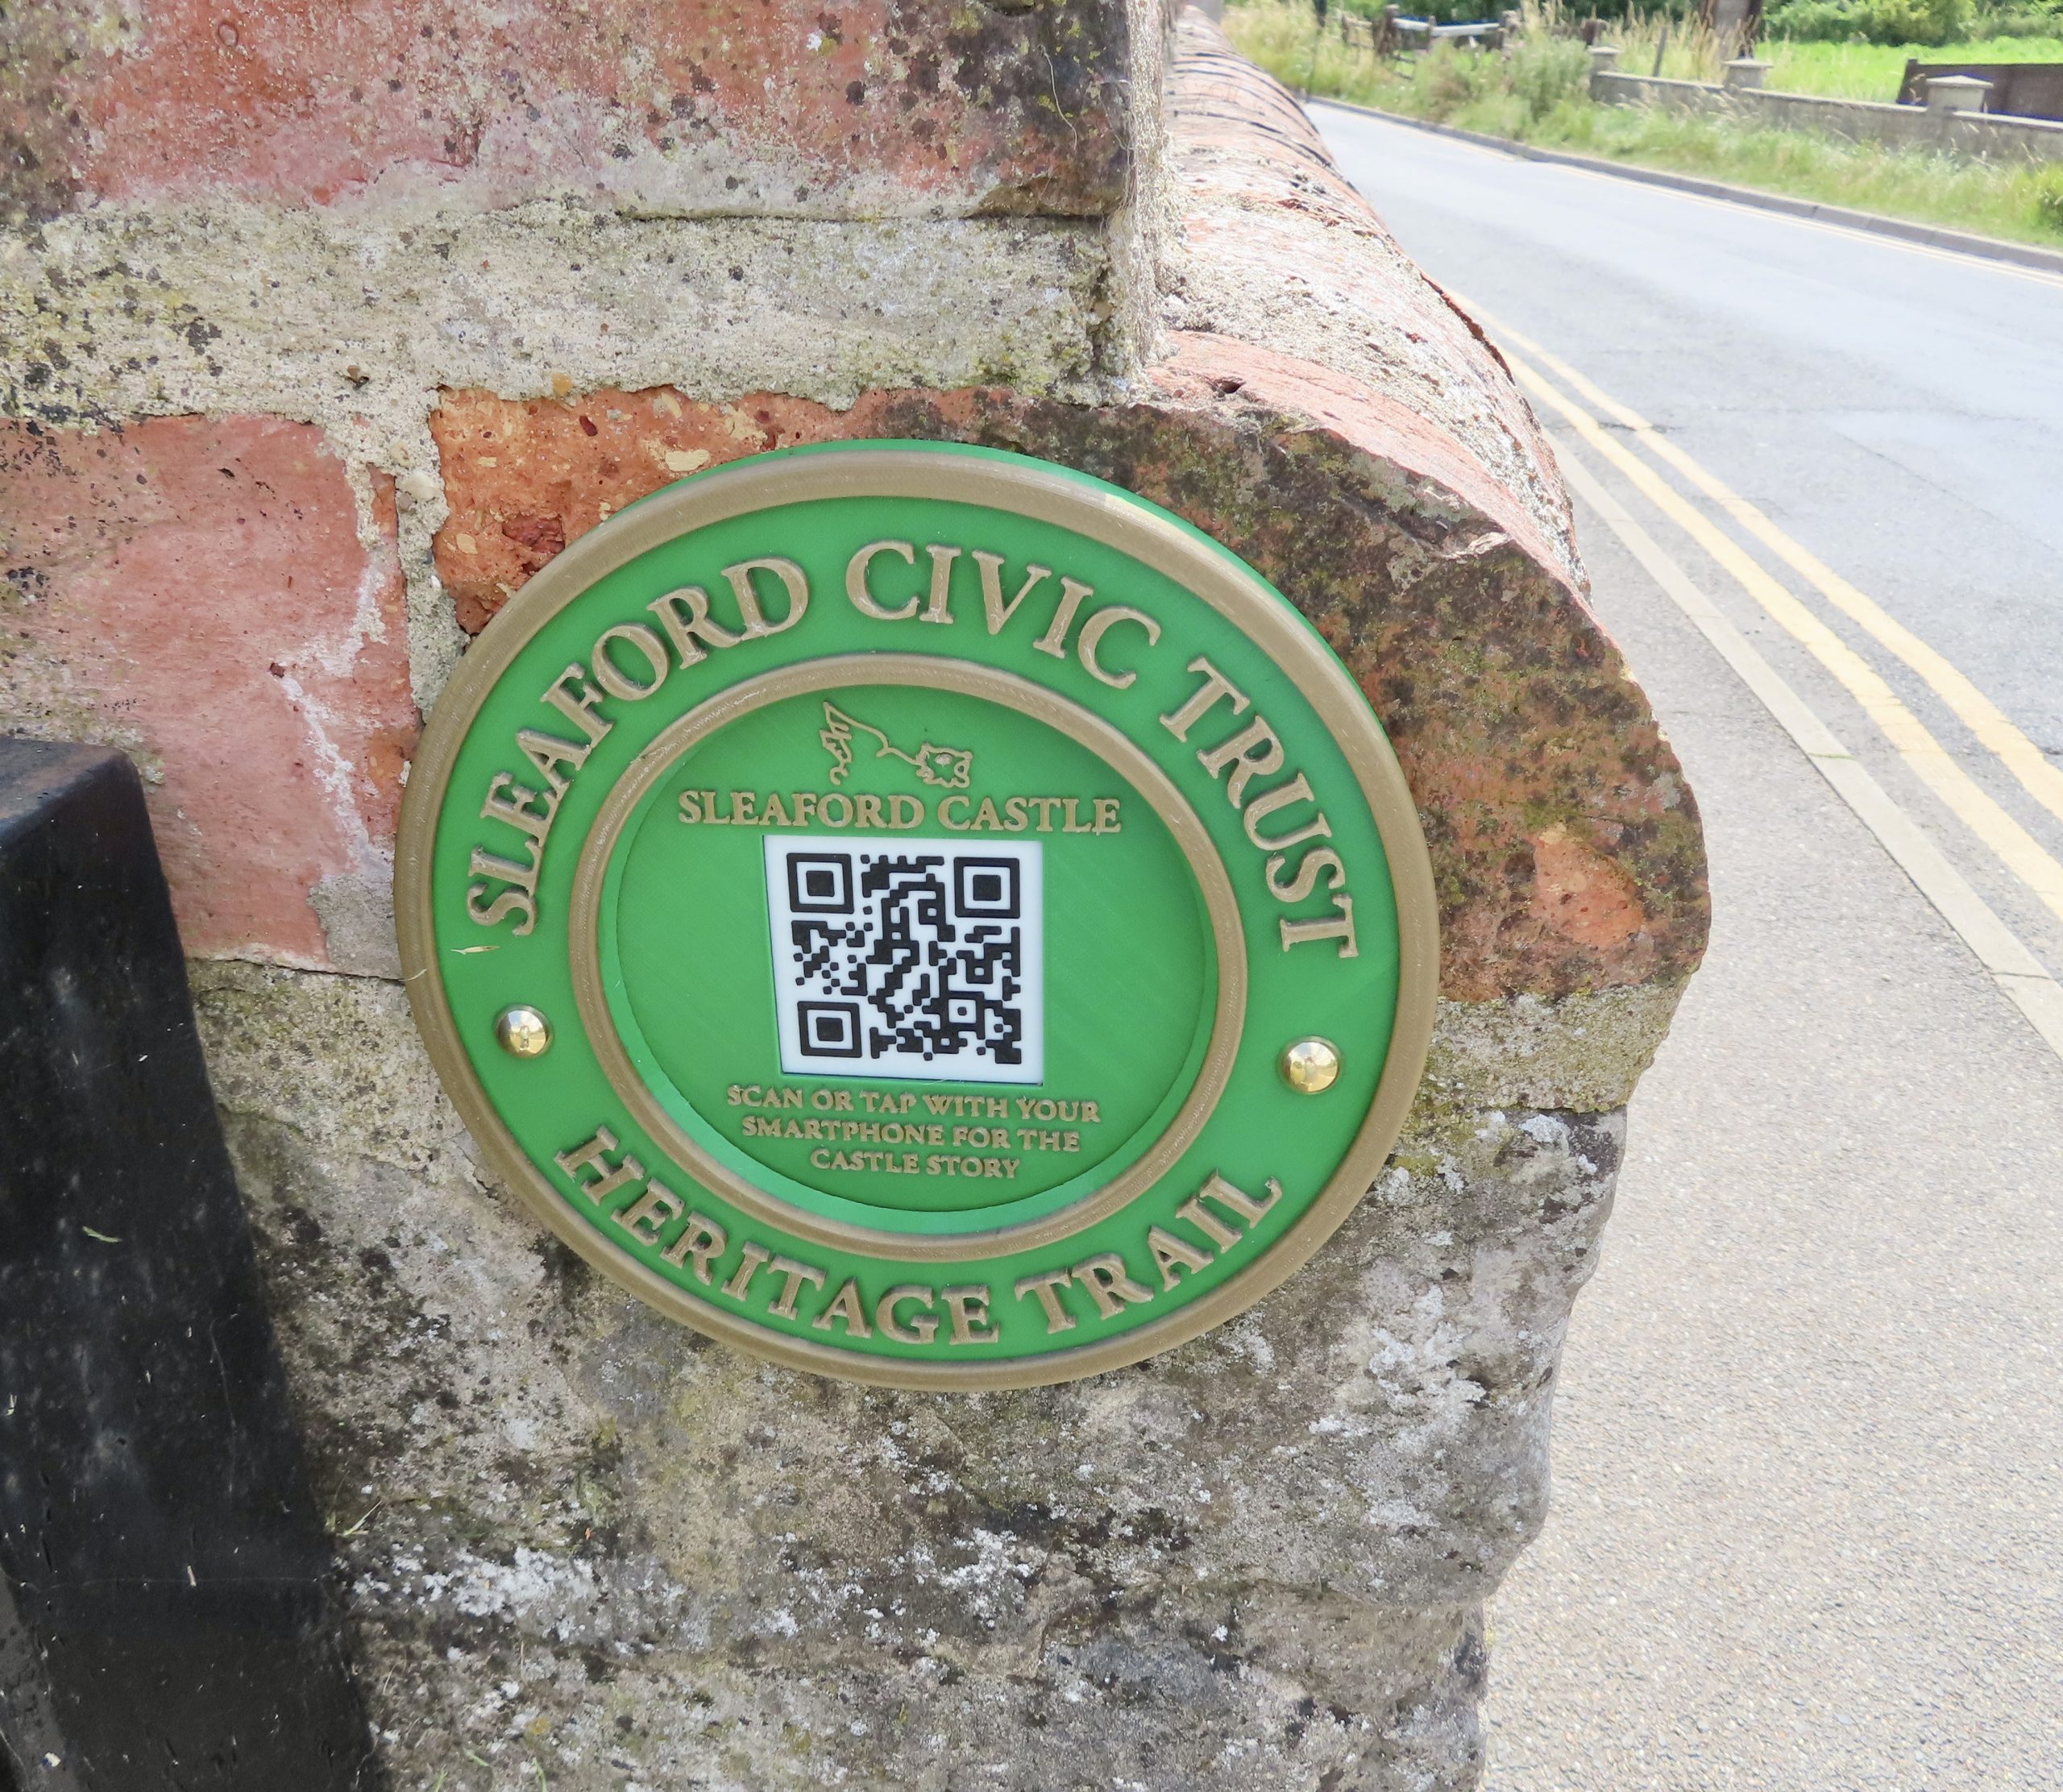 SLEAFORD CIVIC TRUST
SLEAFORD CASTLE
SCAN OR TAP WITH YOUR
SMARTPHONE FOR THE
CASTLE STORY
HERITAGE TRAIL